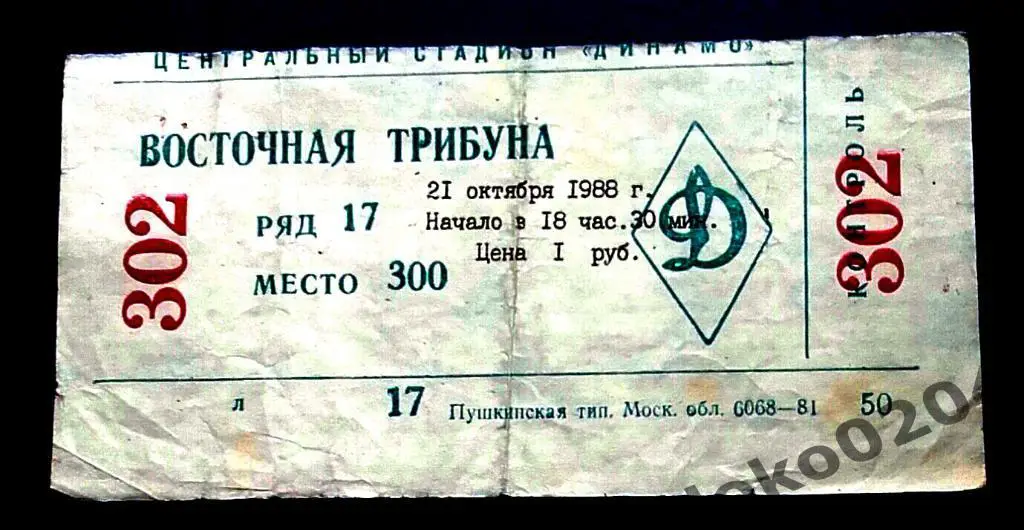 ЦЕНТРАЛЬНЫЙ СТАДИОН «ДИНАМО»
ВОСТОЧНАЯ ТРИБУНА
21 октября 1988 г.
РЯД 17
Начало в 18 час.30 мин.
Цена 1 руб.
МЕСТО 300
302
Д
КОНТРОЛЬ
302
л 17 Пушкинская тип. Моск. обл. 6068—81 50